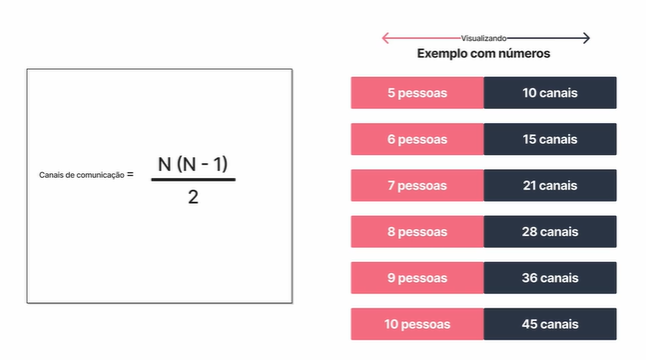 Canais de comunicação =
N (N - 1)
2
Visualizando
Exemplo com números
5 pessoas 10 canais
6 pessoas 15 canais
7 pessoas 21 canais
8 pessoas 28 canais
9 pessoas 36 canais
10 pessoas 45 canais